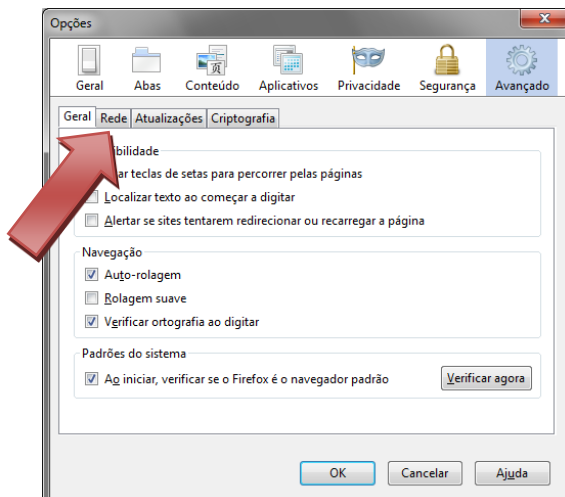 Opções
Geral Abas Conteúdo Aplicativos Privacidade Segurança Avançado
Geral Rede Atualizações Criptografia
teclas de setas para percorrer pelas páginas
Localizar texto ao começar a digitar
Alertar se sites tentarem redirecionar ou recarregar a página
Navegação
Auto-rolagem
Rolagem suave
Verificar ortografia ao digitar
Padrões do sistema
Ao iniciar, verificar se o Firefox é o navegador padrão Verificar agora
OK Cancelar Ajuda